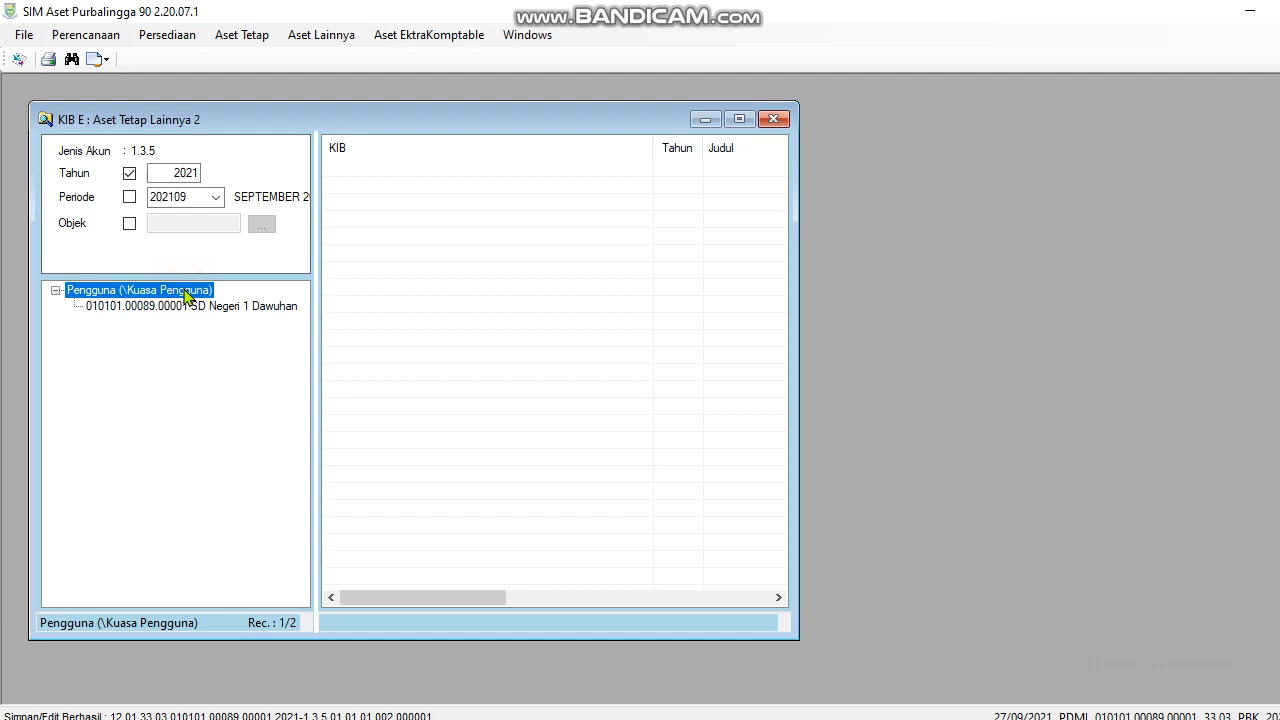 SIM Aset Purbalingga 90 2.20.07.1
www.BANDICAM.com
File Perencanaan Persediaan Aset Tetap Aset Lainnya Aset EktraKomptable Windows
KIB E : Aset Tetap Lainnya 2
Jenis Akun : 1.3.5
Tahun 2021
Periode 202109 SEPTEMBER 20
Objek ...
Pengguna (\Kuasa Pengguna)
010101.00089.00001 SD Negeri 1 Dawuhan
KIB Tahun Judul
Pengguna (\Kuasa Pengguna) Rec. : 1/2
Simpan/Edit Berhasil : 12.01.33.03.010101.00089.00001.2021-1.3.5.01.01.01.002.000001
27/09/2021 PDML 010101.00089.00001 33.03 PBK 202